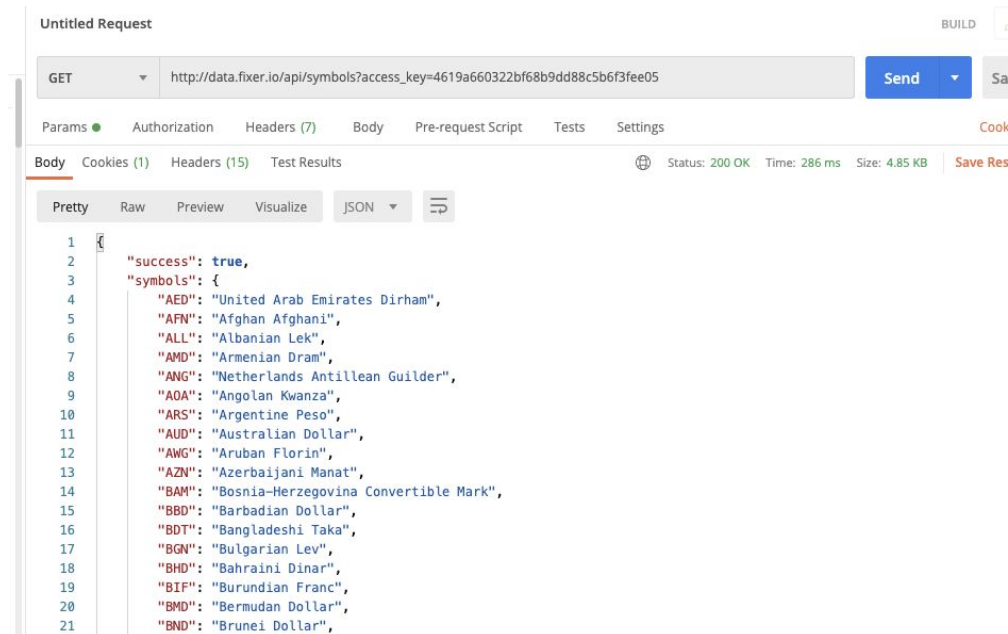 Untitled Request
BUILD
GET
http://data.fixer.io/api/symbols?access_key=4619a660322bf68b9dd88c5b6f3fee05
Send
Sa
Params Authorization Headers (7) Body Pre-request Script Tests Settings
Cook
Body Cookies (1) Headers (15) Test Results
Status: 200 OK Time: 286 ms Size: 4.85 KB
Save Res
Pretty Raw Preview Visualize JSON
1 {
2 "success": true,
3 "symbols": {
4 "AED": "United Arab Emirates Dirham",
5 "AFN": "Afghan Afghani",
6 "ALL": "Albanian Lek",
7 "AMD": "Armenian Dram",
8 "ANG": "Netherlands Antillean Guilder",
9 "AOA": "Angolan Kwanza",
10 "ARS": "Argentine Peso",
11 "AUD": "Australian Dollar",
12 "AWG": "Aruban Florin",
13 "AZN": "Azerbaijani Manat",
14 "BAM": "Bosnia-Herzegovina Convertible Mark",
15 "BBD": "Barbadian Dollar",
16 "BDT": "Bangladeshi Taka",
17 "BGN": "Bulgarian Lev",
18 "BHD": "Bahraini Dinar",
19 "BIF": "Burundian Franc",
20 "BMD": "Bermudan Dollar",
21 "BND": "Brunei Dollar",